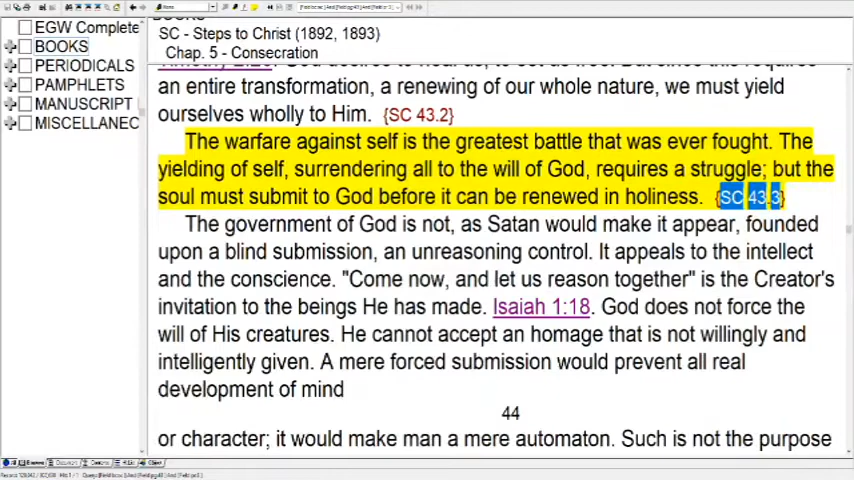 BOOKS
EGW Complete
BOOKS
PERIODICALS
PAMPHLETS
MANUSCRIPT
MISCELLANEC
SC - Steps to Christ (1892, 1893)
Chap. 5 - Consecration
an entire transformation, a renewing of our whole nature, we must yield
ourselves wholly to Him. {SC 43.2}
The warfare against self is the greatest battle that was ever fought. The
yielding of self, surrendering all to the will of God, requires a struggle; but the
soul must submit to God before it can be renewed in holiness. {SC 43.3}
The government of God is not, as Satan would make it appear, founded
upon a blind submission, an unreasoning control. It appeals to the intellect
and the conscience. "Come now, and let us reason together" is the Creator's
invitation to the beings He has made. Isaiah 1:18. God does not force the
will of His creatures. He cannot accept an homage that is not willingly and
intelligently given. A mere forced submission would prevent all real
development of mind
44
or character; it would make man a mere automaton. Such is not the purpose